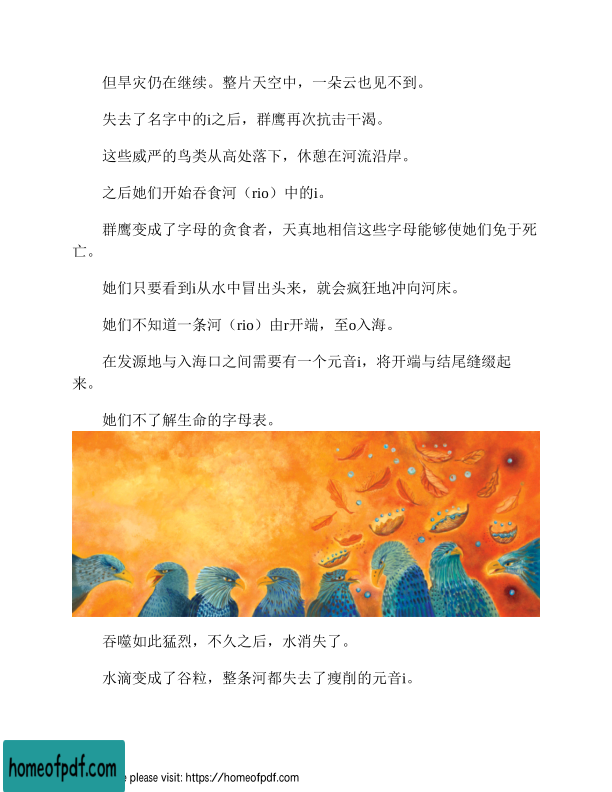 但旱灾仍在继续。整片天空中，一朵云也见不到。
失去了名字中的i之后，群鹰再次抗击干渴。
这些威严的鸟类从高处落下，休憩在河流沿岸。
之后她们开始吞食河（rio）中的i。
群鹰变成了字母的贪食者，天真地相信这些字母能够使她们免于死
亡。
她们只要看到i从水中冒出头来，就会疯狂地冲向河床。
她们不知道一条河（rio）由r开端，至o入海。
在发源地与入海口之间需要有一个元音i，将开端与结尾缝缀起
来。
她们不了解生命的字母表。
吞噬如此猛烈，不久之后，水消失了。
水滴变成了谷粒，整条河都失去了瘦削的元音i。
homeofpdf.com
e please visit: https://homeofpdf.com